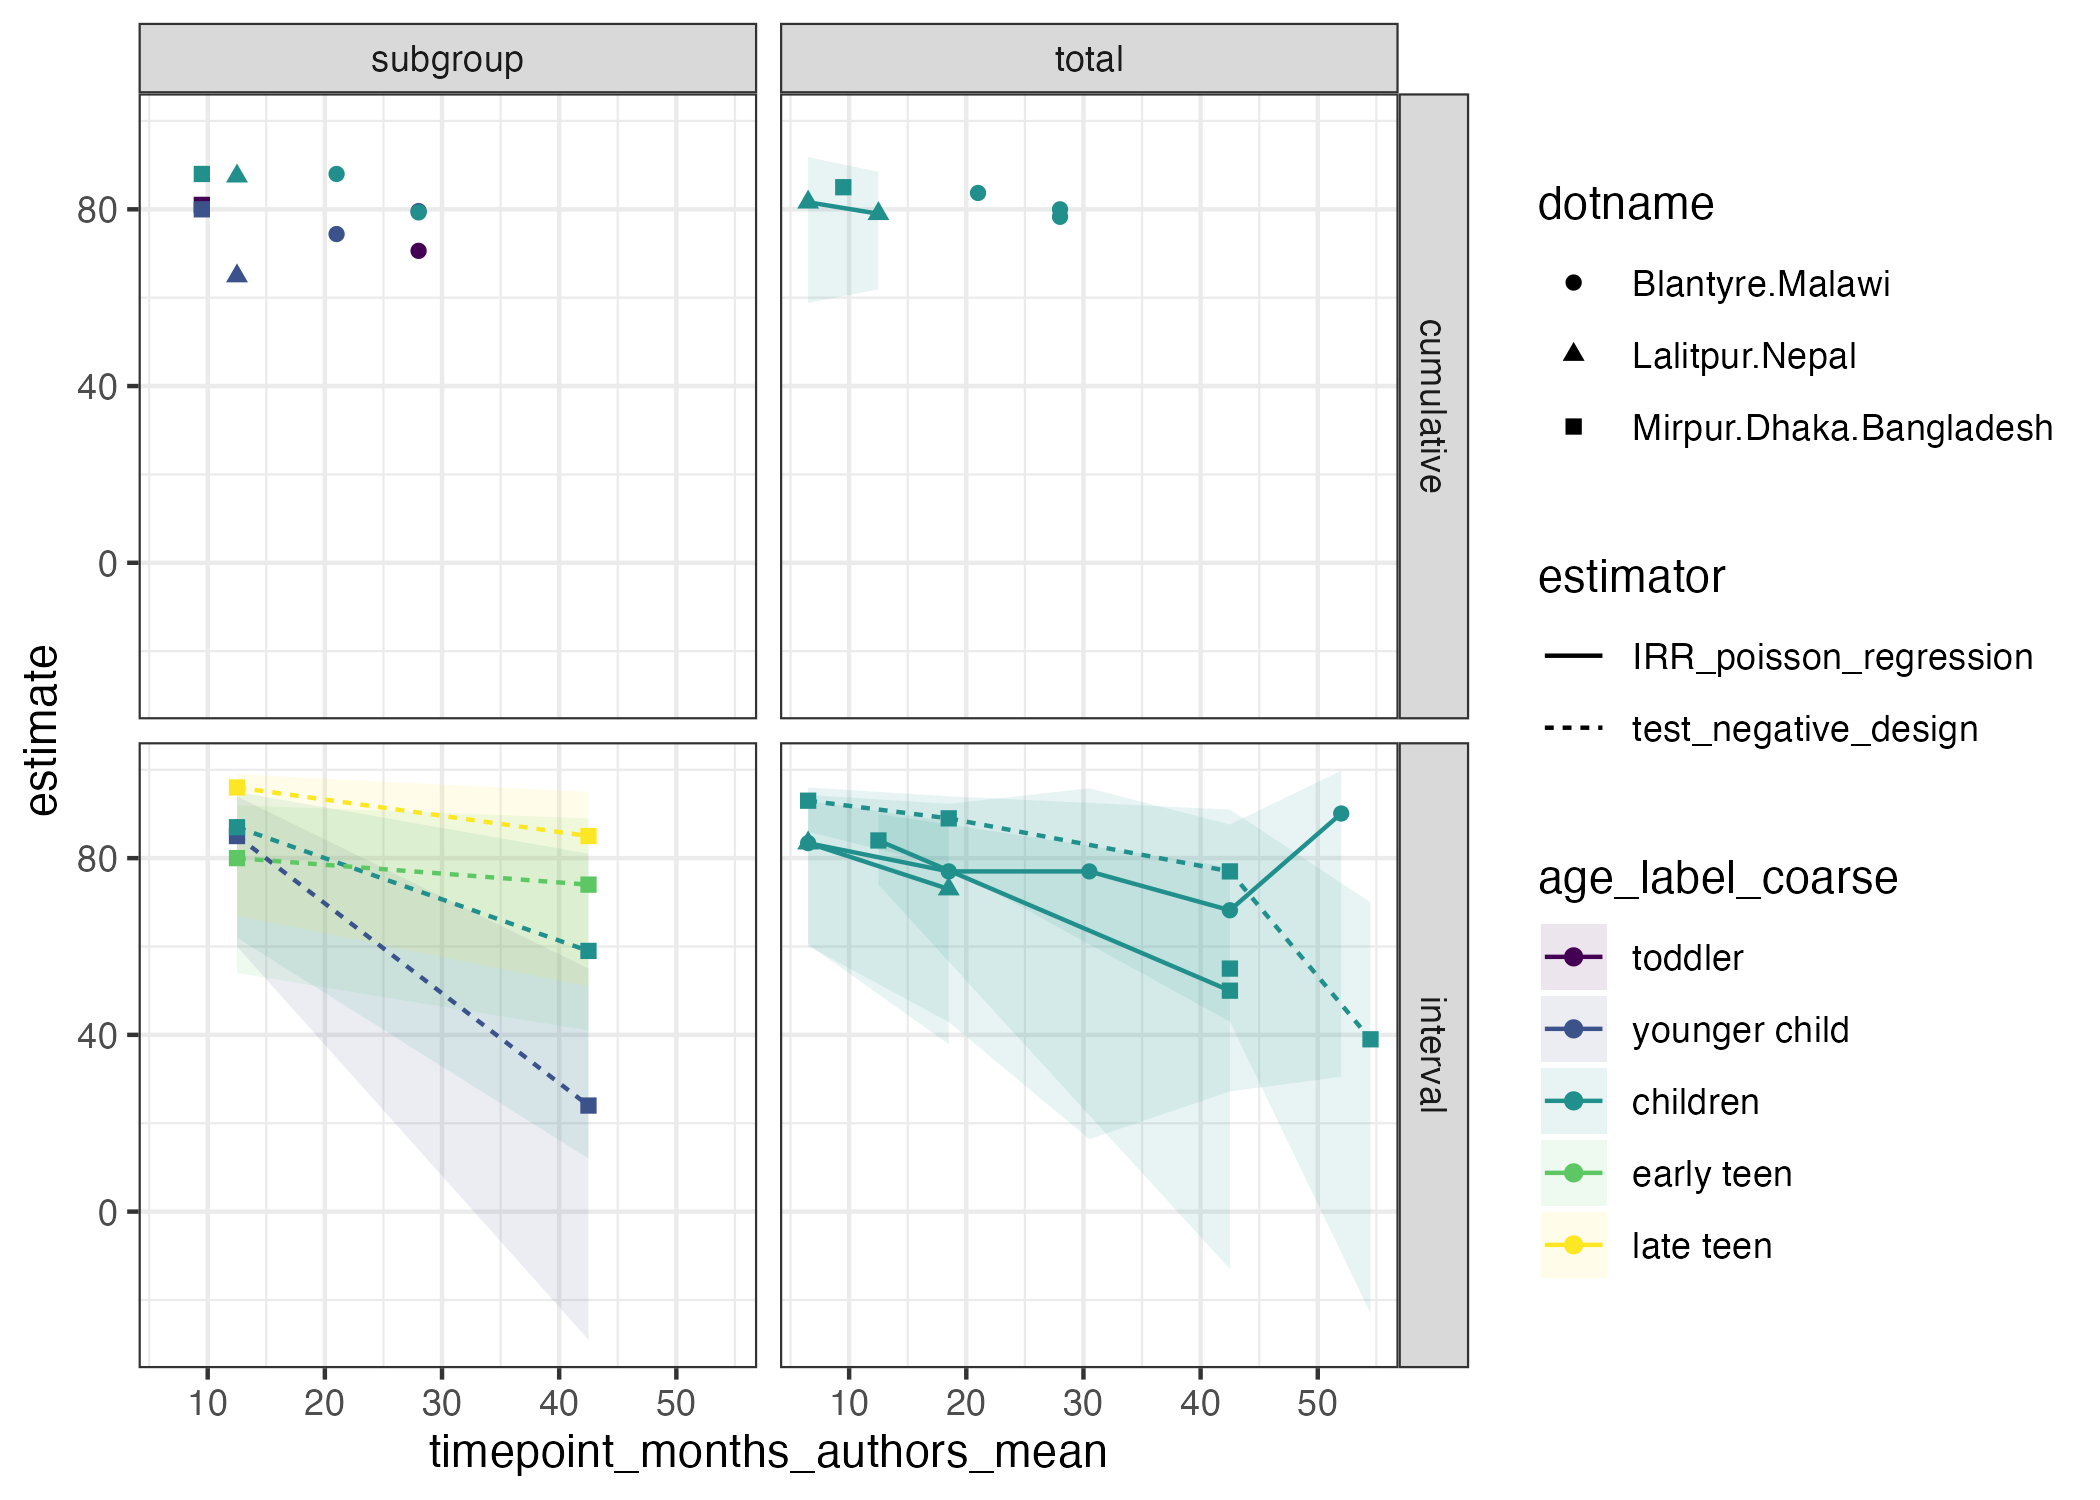 subgroup
total
80
40
0
cumulative
80
40
0
interval
10 20 30 40 50
10 20 30 40 50
timepoint_months_authors_mean
estimate
dotname
Blantyre.Malawi
Lalitpur.Nepal
Mirpur.Dhaka.Bangladesh
estimator
IRR_poisson_regression
test_negative_design
age_label_coarse
toddler
younger child
children
early teen
late teen